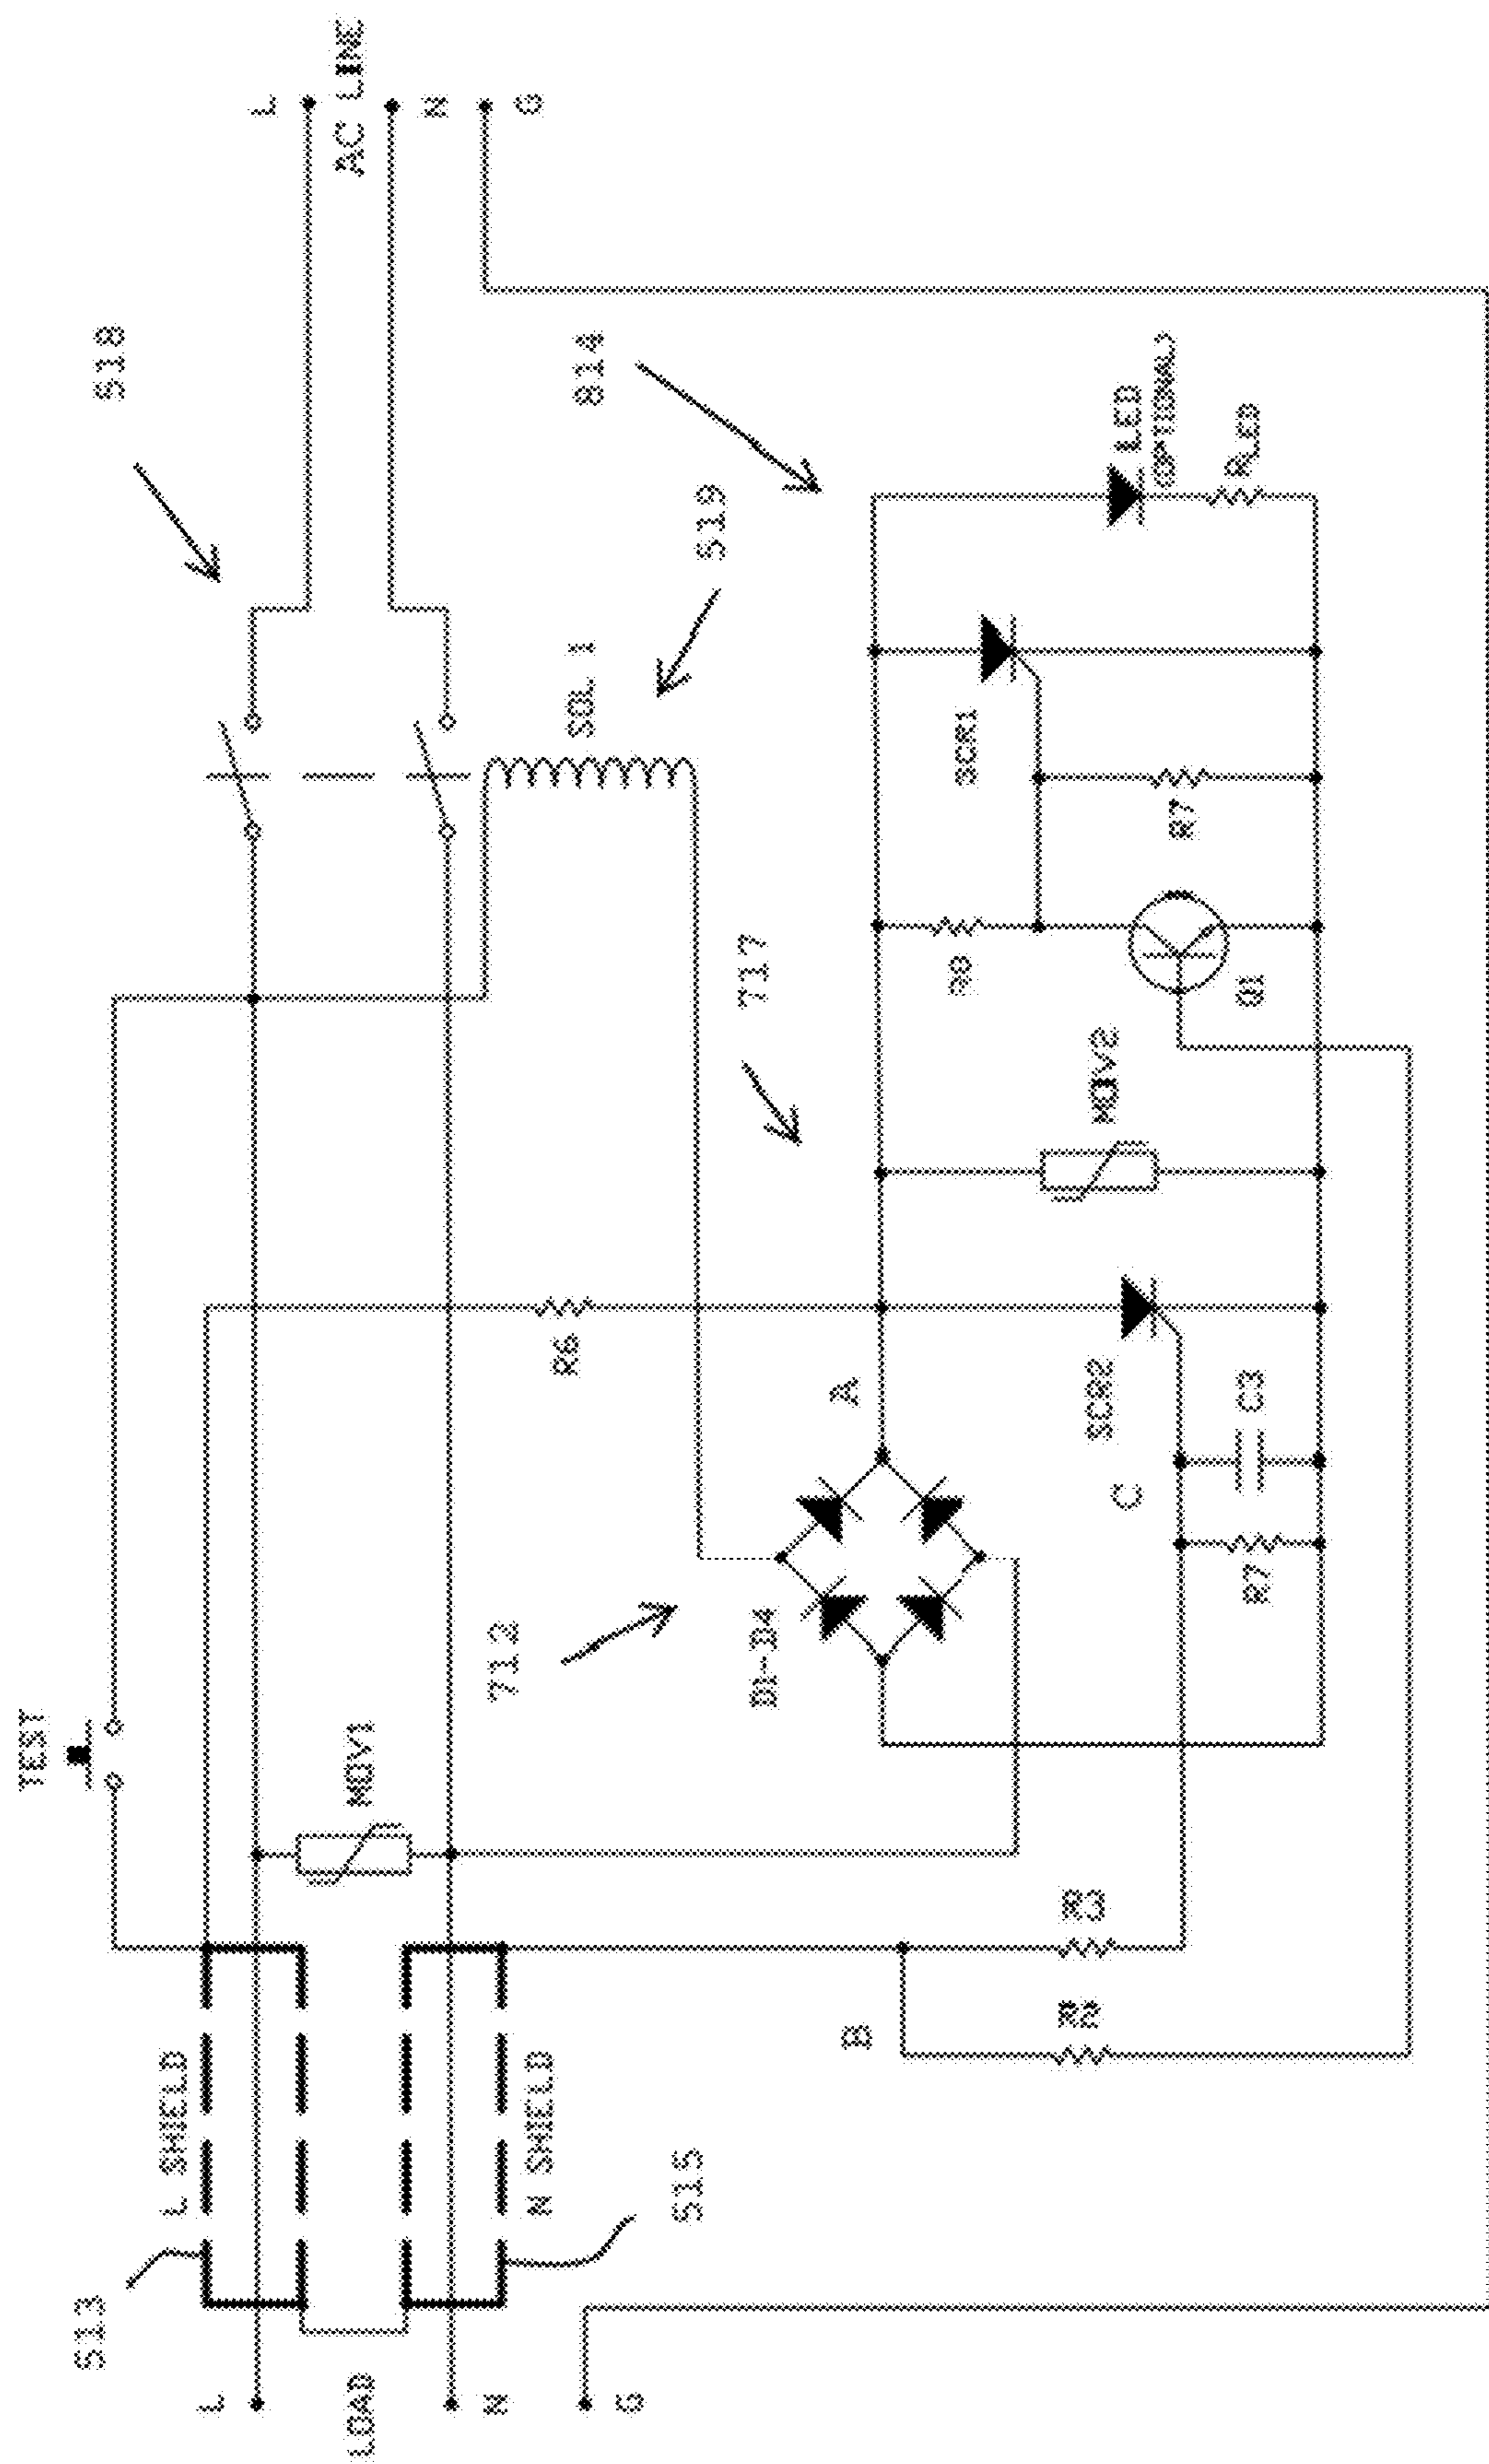 TEST
513
518
L SHIELD
L
L
LOAD
MOV1
AC LINE
N
N SHIELD
N
712
R6
SOL 1
G
G
515
519
814
717
D1-D4
B
A
SCR1
R3
R2
SCR2
C
MOV2
LED
(OPTIONAL)
R7
C3
R7
Q1
RLED